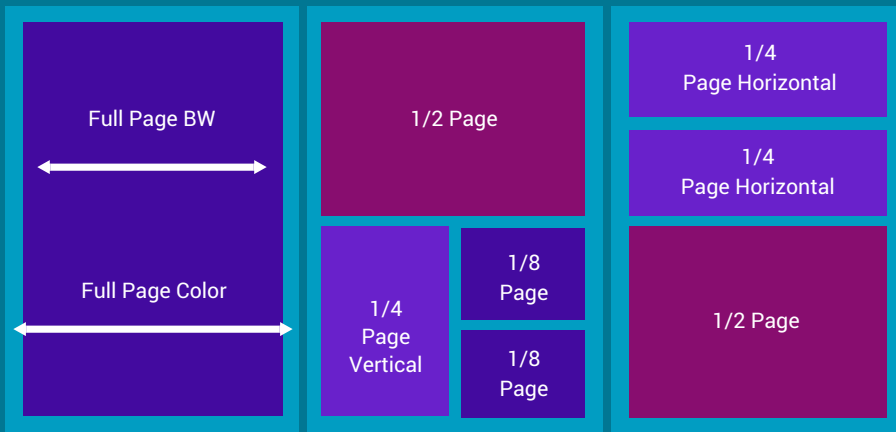 Full Page BW
Full Page Color
1/2 Page
1/4
Page
Vertical
1/8
Page
1/8
Page
1/4
Page Horizontal
1/4
Page Horizontal
1/2 Page